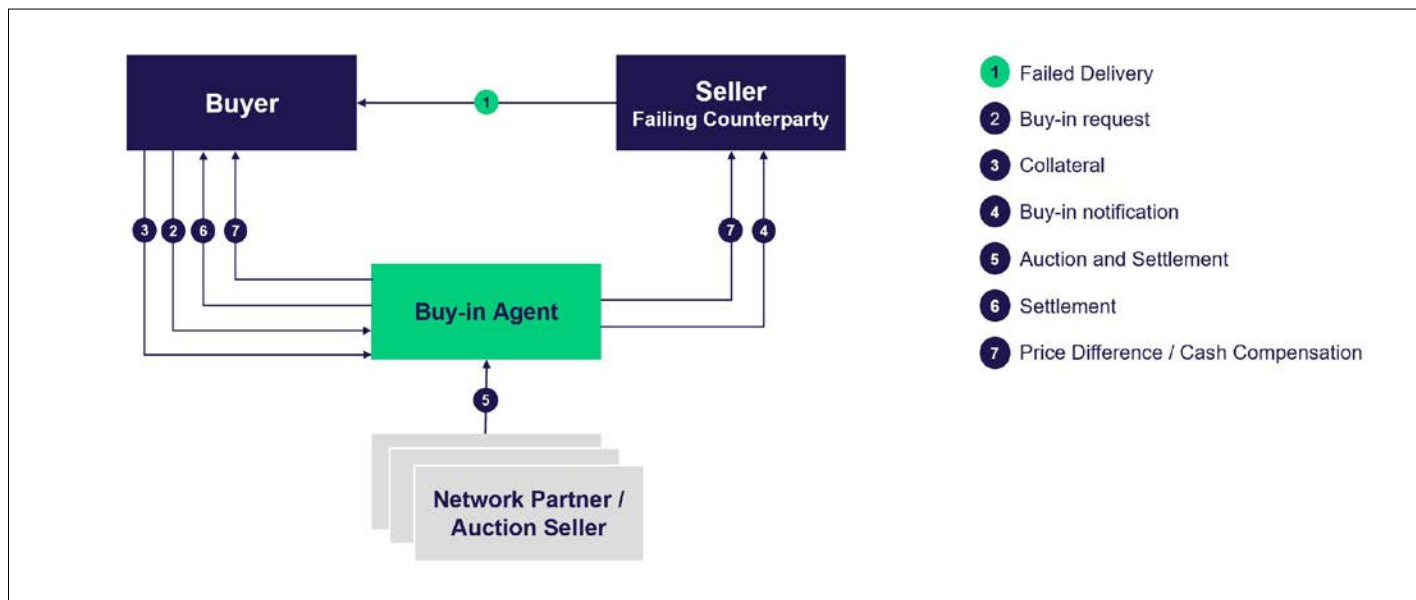 Buyer
Seller
Failing Counterparty
1
3
2
6
7
7
4
Buy-in Agent
5
Network Partner /
Auction Seller
1 Failed Delivery
2 Buy-in request
3 Collateral
4 Buy-in notification
5 Auction and Settlement
6 Settlement
7 Price Difference / Cash Compensation